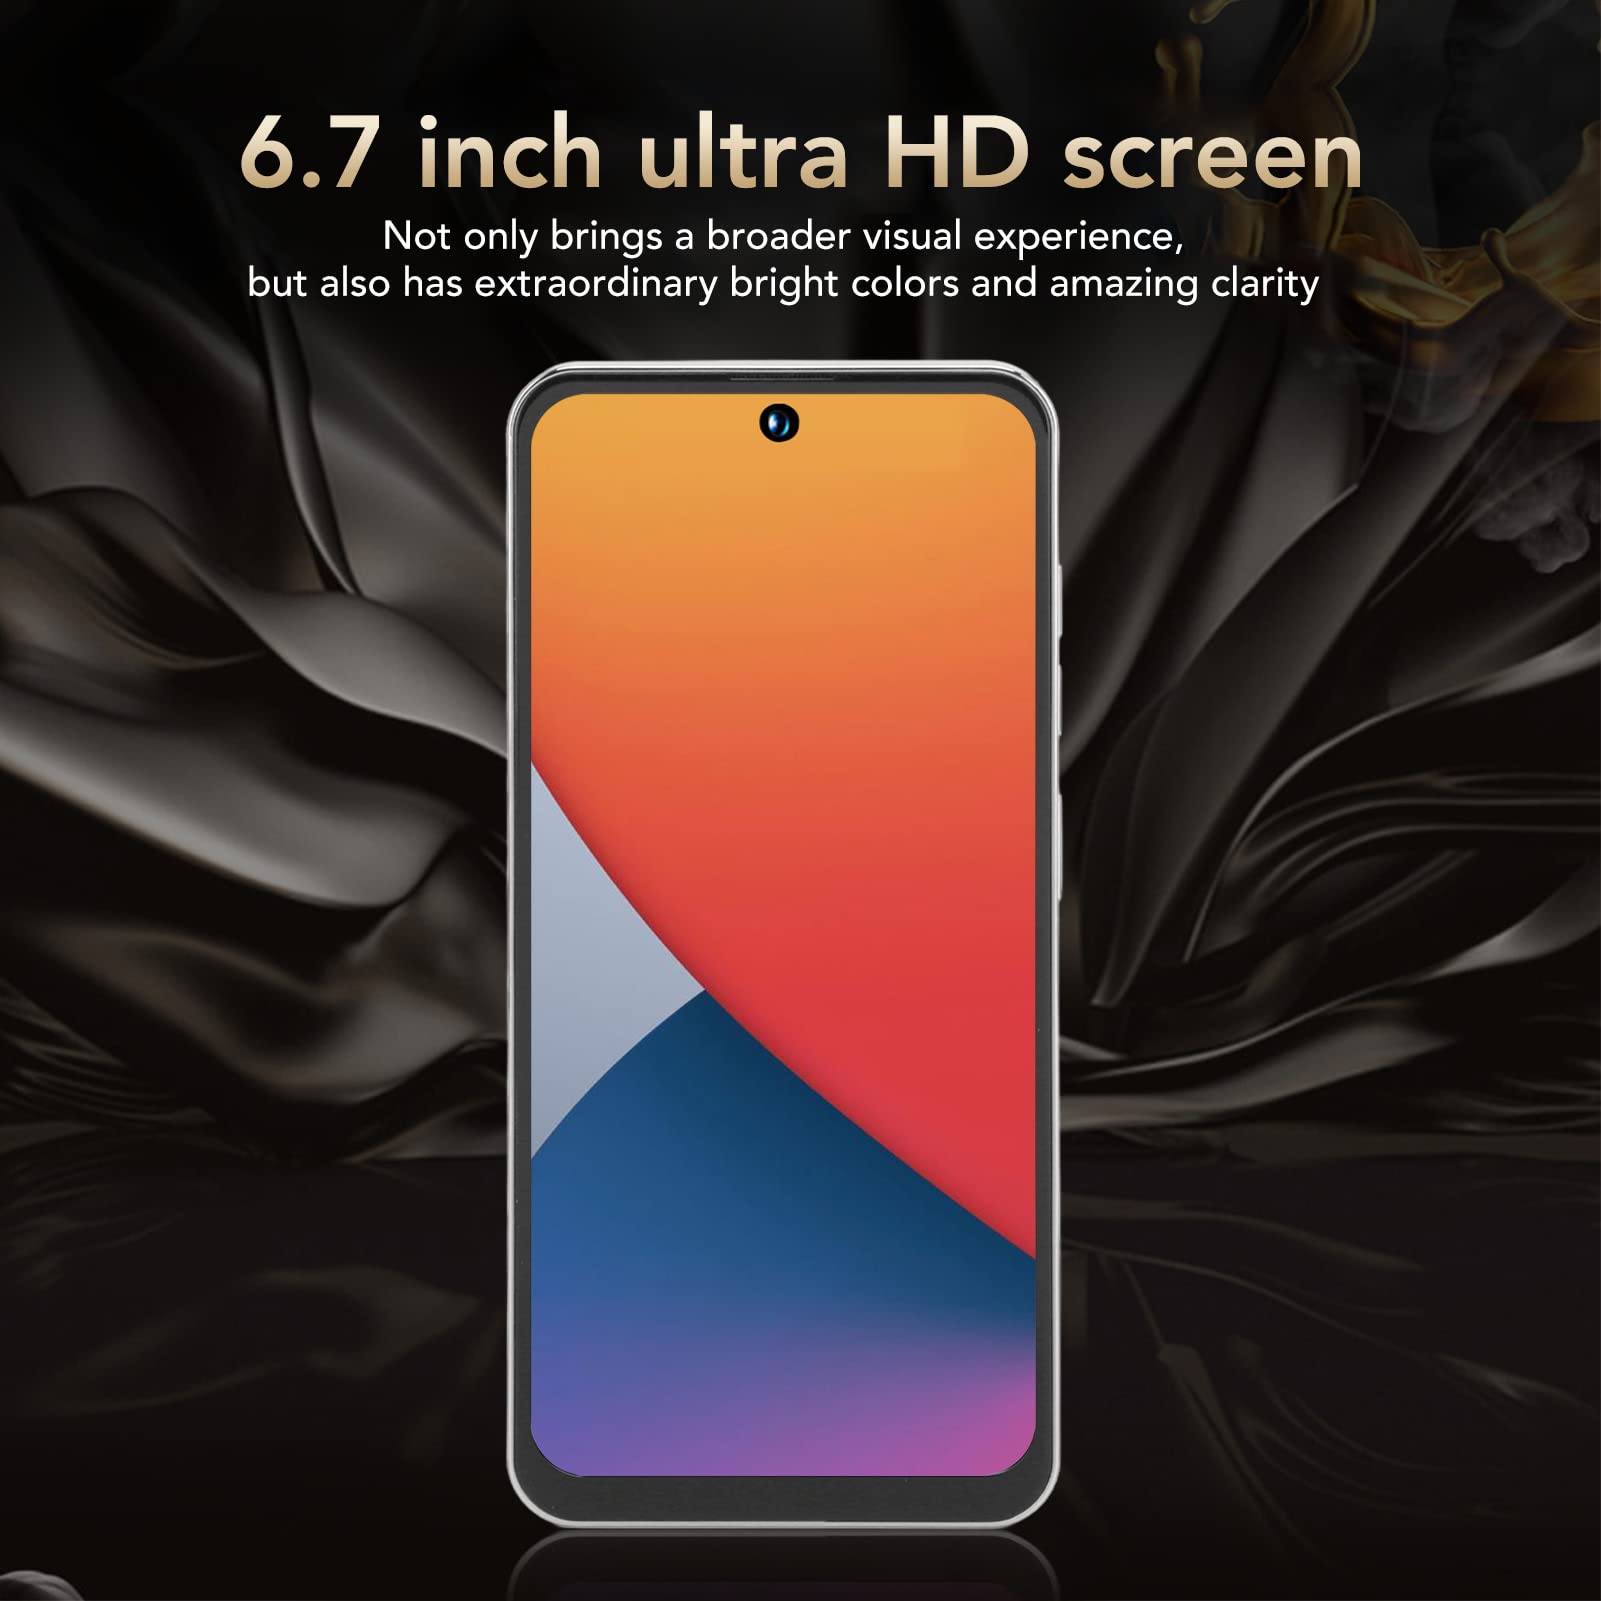 6.7 inch ultra HD screen
Not only brings a broader visual experience,
but also has extraordinary bright colors and amazing clarity